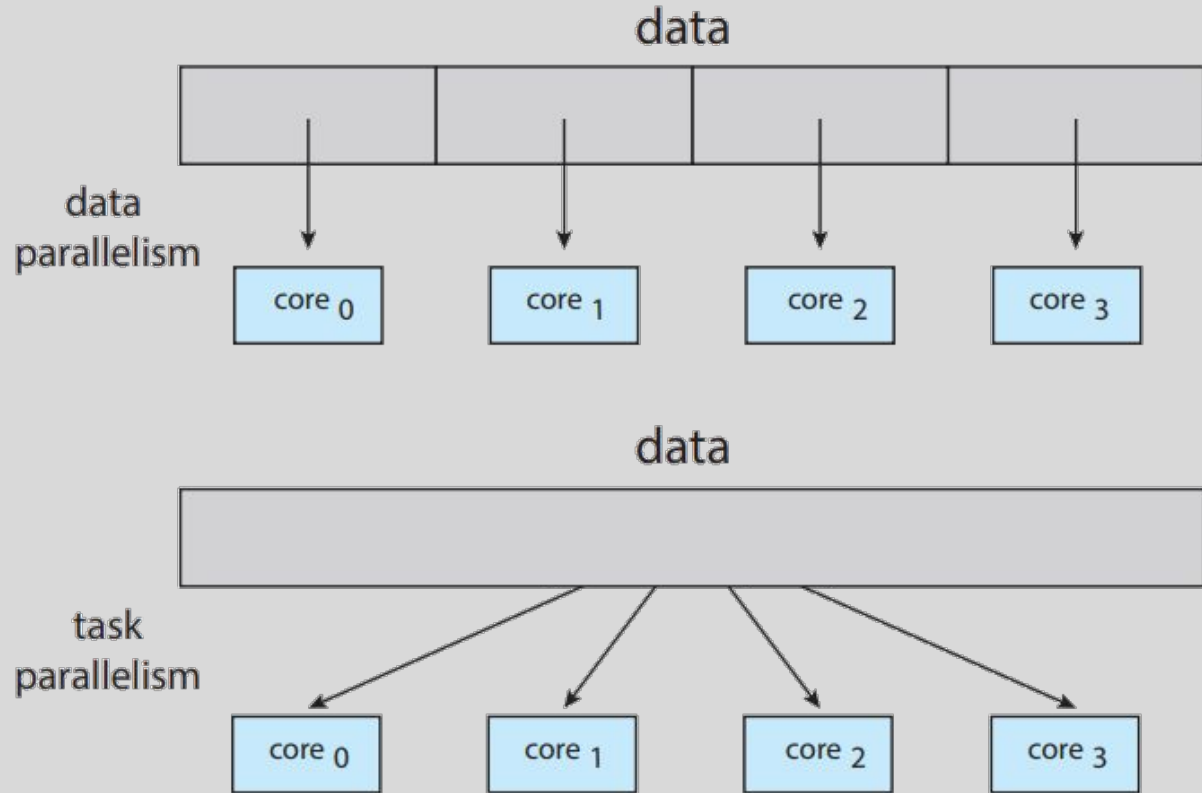 data
data
parallelism
core 0
core 1
core 2
core 3
data
task
parallelism
core 0
core 1
core 2
core 3